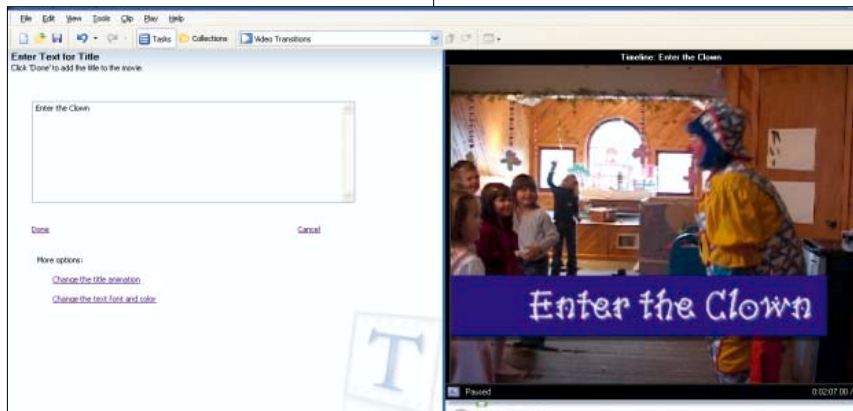 File Edit View Tools Clip Play Help
Tasks Collections Video Transitions
Enter Text for Title
Click 'Done' to add the title to the movie.
Enter the Clown
Done Cancel
More options:
Change the title animation
Change the text font and color
T
Timeline: Enter the Clown
Enter the Clown
Paused 0:02:07.00 /